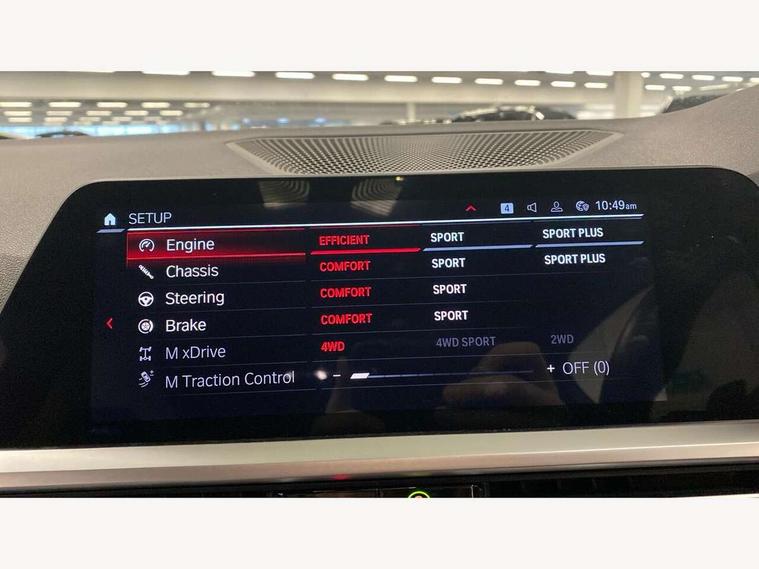 SETUP 4 10:49am
Engine EFFICIENT SPORT SPORT PLUS
Chassis COMFORT SPORT SPORT PLUS
Steering COMFORT SPORT
Brake COMFORT SPORT
M xDrive 4WD 4WD SPORT 2WD
M Traction Control − + OFF (0)